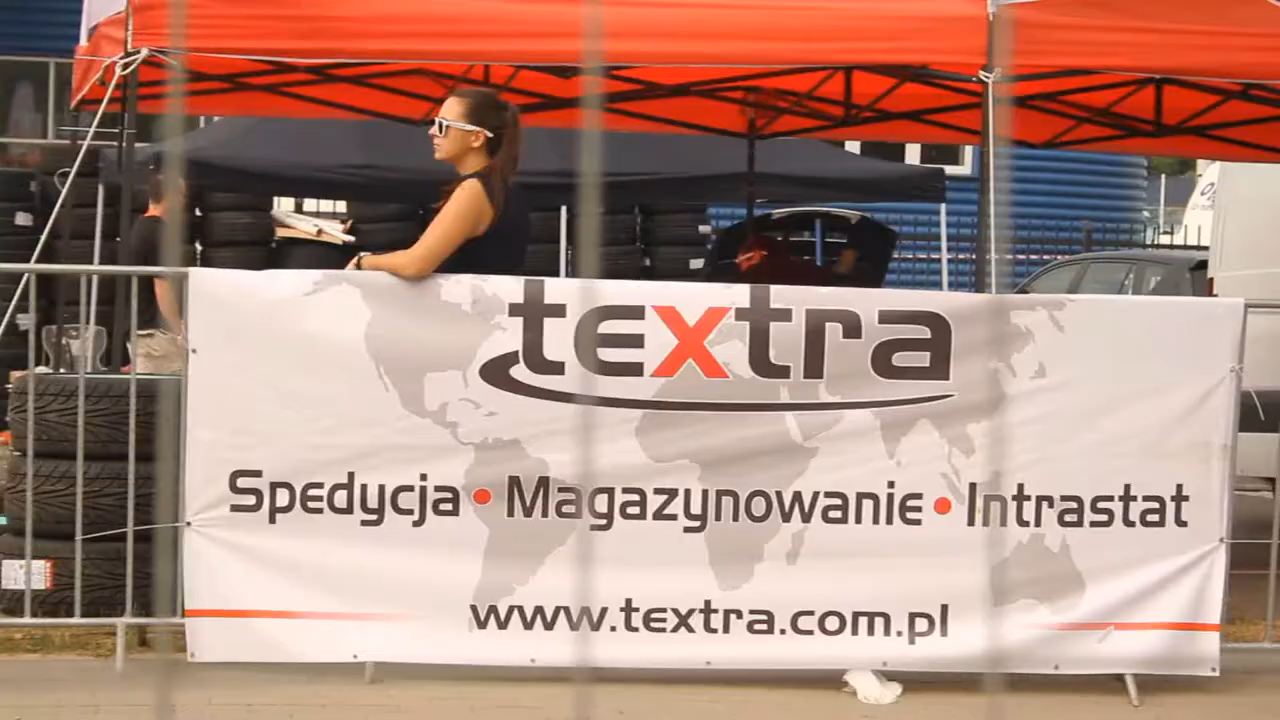 textra
Spedycja • Magazynowanie • Intrastat
www.textra.com.pl